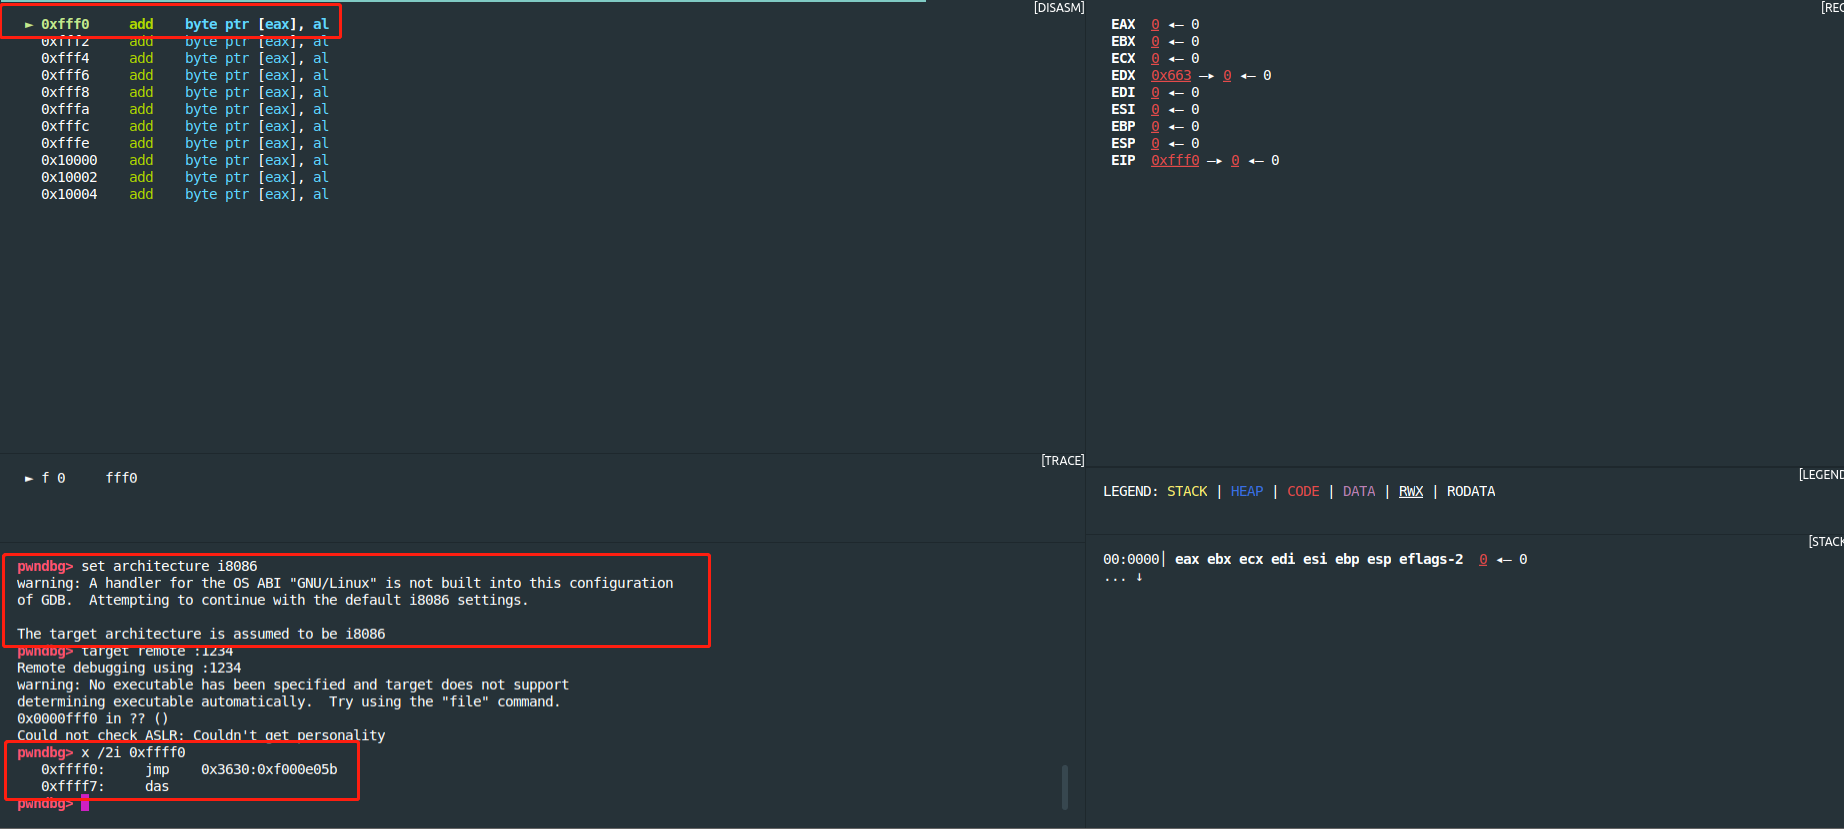 [DISASM]
► 0xfff0 add byte ptr [eax], al
0xfff2 add byte ptr [eax], al
0xfff4 add byte ptr [eax], al
0xfff6 add byte ptr [eax], al
0xfff8 add byte ptr [eax], al
0xfffa add byte ptr [eax], al
0xfffc add byte ptr [eax], al
0xfffe add byte ptr [eax], al
0x10000 add byte ptr [eax], al
0x10002 add byte ptr [eax], al
0x10004 add byte ptr [eax], al
[TRACE]
► f 0 fff0
pwndbg> set architecture i8086
warning: A handler for the OS ABI "GNU/Linux" is not built into this configuration
of GDB. Attempting to continue with the default i8086 settings.
The target architecture is assumed to be i8086
pwndbg> target remote :1234
Remote debugging using :1234
warning: No executable has been specified and target does not support
determining executable automatically. Try using the "file" command.
0x0000fff0 in ?? ()
Could not check ASLR: Couldn't get personality
pwndbg> x /2i 0xffff0
0xffff0: jmp 0x3630:0xf000e05b
0xffff7: das
pwndbg>
[REG
EAX 0 ◂— 0
EBX 0 ◂— 0
ECX 0 ◂— 0
EDX 0x663 —▸ 0 ◂— 0
EDI 0 ◂— 0
ESI 0 ◂— 0
EBP 0 ◂— 0
ESP 0 ◂— 0
EIP 0xfff0 —▸ 0 ◂— 0
[LEGEND
LEGEND: STACK | HEAP | CODE | DATA | RWX | RODATA
[STACK
00:0000│ eax ebx ecx edi esi ebp esp eflags-2 0 ◂— 0
... ↓